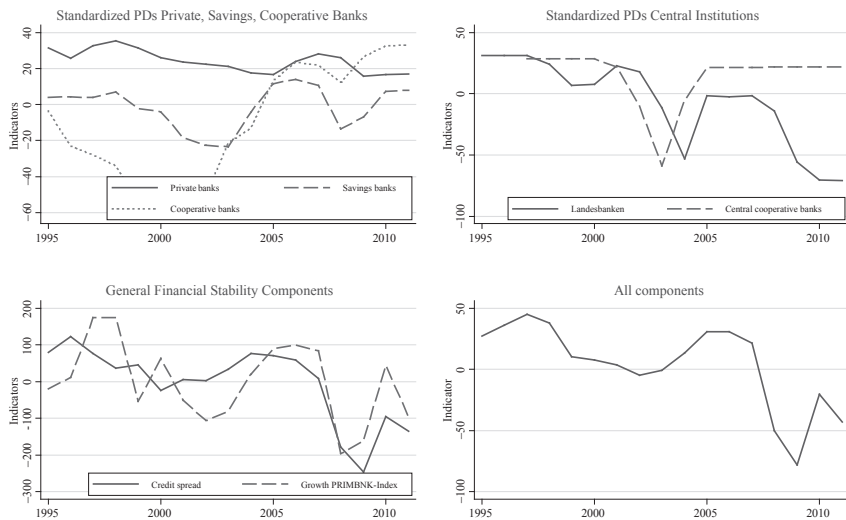 Standardized PDs Private, Savings, Cooperative Banks
Indicators
40
20
0
−20
−40
−60
Private banks
Savings banks
Cooperative banks
1995
2000
2005
2010
Standardized PDs Central Institutions
Indicators
50
0
−50
−100
Landesbanken
Central cooperative banks
1995
2000
2005
2010
General Financial Stability Components
Indicators
200
100
0
−100
−200
−300
Credit spread
Growth PRIMBNK-Index
1995
2000
2005
2010
All components
Indicator
50
0
−50
−100
1995
2000
2005
2010